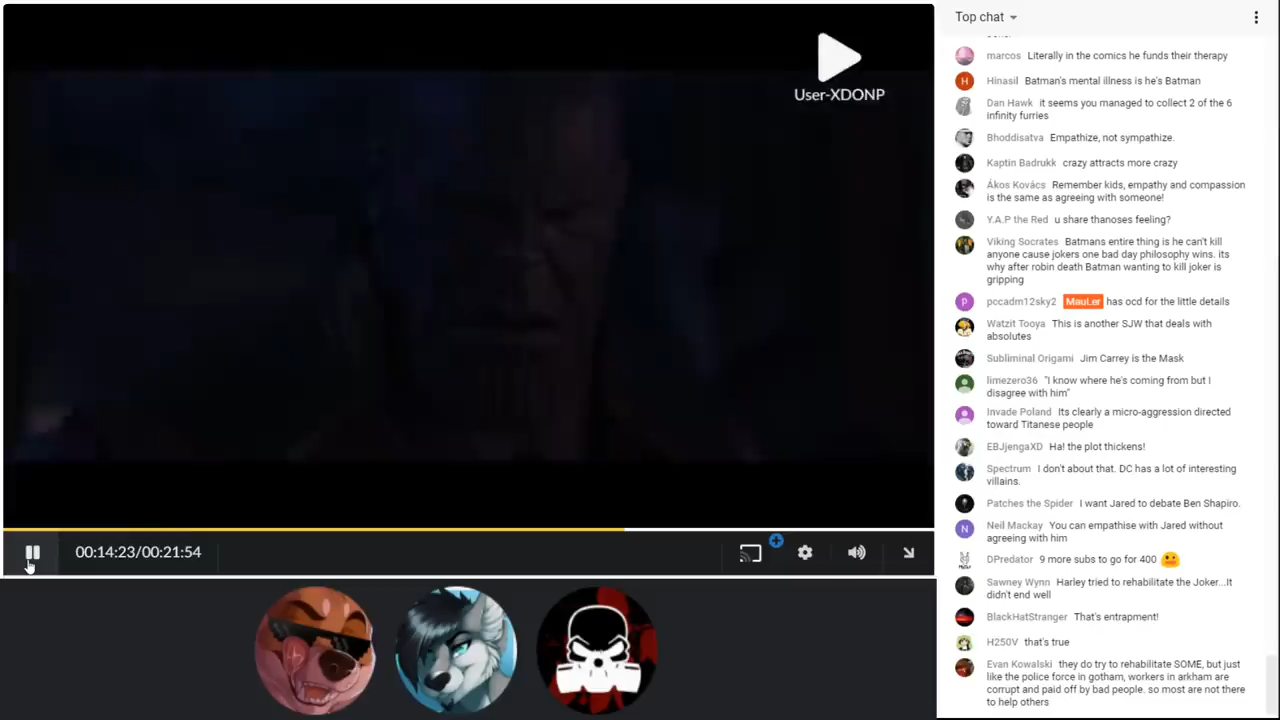 User-XDONP
00:14:23/00:21:54
Top chat
marcos Literally in the comics he funds their therapy
H
Hinasil Batman's mental illness is he's Batman
Dan Hawk it seems you managed to collect 2 of the 6
infinity furries
Bhoddisatva Empathize, not sympathize.
Kaptin Badrukk crazy attracts more crazy
Ákos Kovács Remember kids, empathy and compassion
is the same as agreeing with someone!
Y.A.P the Red u share thanoses feeling?
Viking Socrates Batmans entire thing is he can't kill
anyone cause jokers one bad day philosophy wins. its
why after robin death Batman wanting to kill joker is
gripping
p
pccadm12sky2 MauLer has ocd for the little details
Watzit Tooya This is another SJW that deals with
absolutes
Subliminal Origami Jim Carrey is the Mask
limezero36 "I know where he's coming from but I
disagree with him"
Invade Poland Its clearly a micro-aggression directed
toward Titanese people
EBJjengaXD Ha! the plot thickens!
Spectrum I don't about that. DC has a lot of interesting
villains.
Patches the Spider I want Jared to debate Ben Shapiro.
N
Neil Mackay You can empathise with Jared without
agreeing with him
DPredator 9 more subs to go for 400
Sawney Wynn Harley tried to rehabilitate the Joker...It
didn't end well
BlackHatStranger That's entrapment!
H250V that's true
Evan Kowalski they do try to rehabilitate SOME, but just
like the police force in gotham, workers in arkham are
corrupt and paid off by bad people. so most are not there
to help others